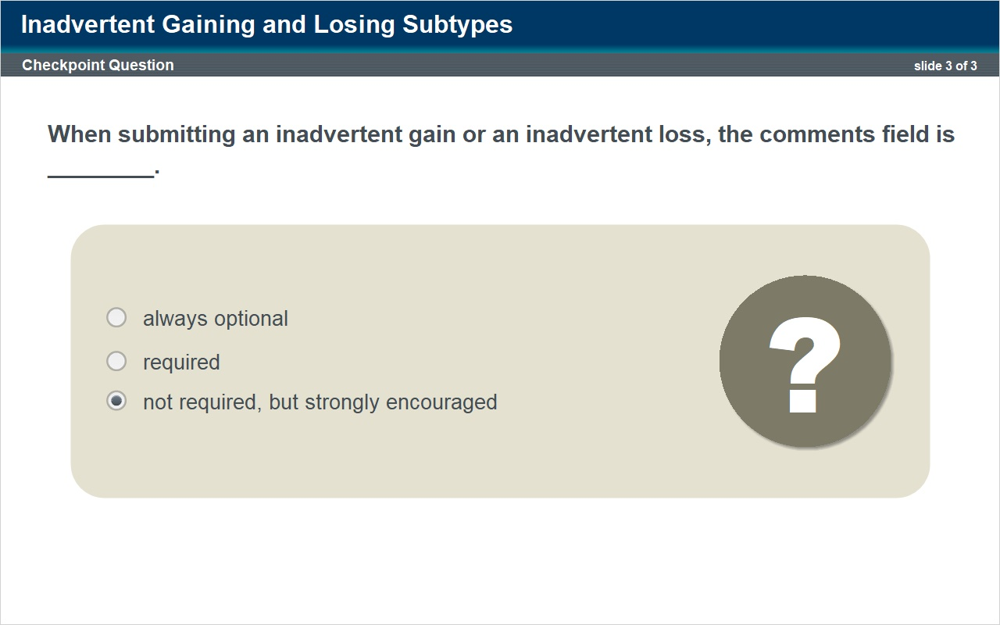 Inadvertent Gaining and Losing Subtypes
Checkpoint Question
slide 3 of 3
When submitting an inadvertent gain or an inadvertent loss, the comments field is
________.
always optional
required
not required, but strongly encouraged
?